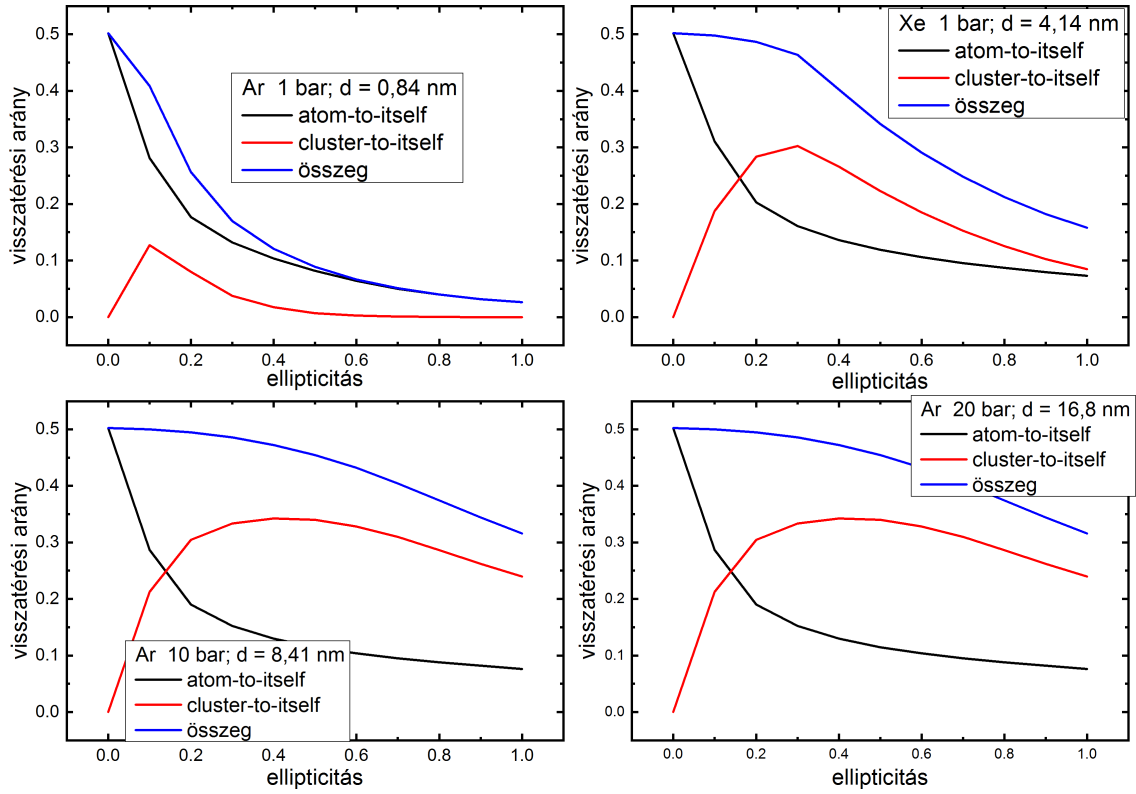 visszatérési arány
0.5
0.4
0.3
0.2
0.1
0.0
Ar 1 bar; d = 0,84 nm
atom-to-itself
cluster-to-itself
összeg
0.0 0.2 0.4 0.6 0.8 1.0
ellipticitás
visszatérési arány
0.5
0.4
0.3
0.2
0.1
0.0
Xe 1 bar; d = 4,14 nm
atom-to-itself
cluster-to-itself
összeg
0.0 0.2 0.4 0.6 0.8 1.0
ellipticitás
visszatérési arány
0.5
0.4
0.3
0.2
0.1
0.0
Ar 10 bar; d = 8,41 nm
atom-to-itself
cluster-to-itself
összeg
0.0 0.2 0.4 0.6 0.8 1.0
ellipticitás
visszatérési arány
0.5
0.4
0.3
0.2
0.1
0.0
Ar 20 bar; d = 16,8 nm
atom-to-itself
cluster-to-itself
összeg
0.0 0.2 0.4 0.6 0.8 1.0
ellipticitás